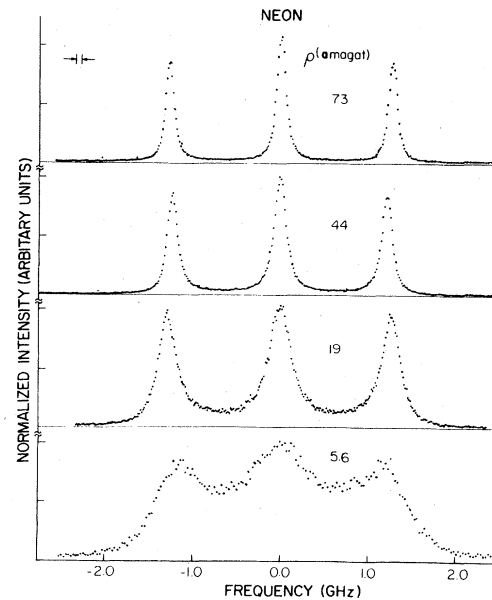 NEON
ρ(amagat)
73
44
19
5.6
NORMALIZED INTENSITY (ARBITARY UNITS)
-2.0 -1.0 0.0 1.0 2.0
FREQUENCY (GHz)